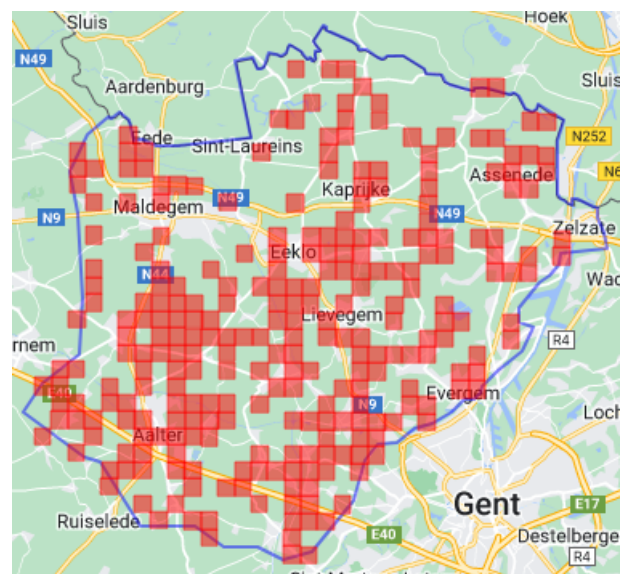 Sluis
Hoek
N49
Sluis
Aardenburg
N252
Eede
Sint-Laureins
Assenede
N6
Kaprijke
N49
Maldegem
N49
N9
Zelzate
Eeklo
N44
Wac
Lievegem
R4
rnem
E40
Evergem
N9
Loch
Aalter
Gent
E17
Ruiselede
E40
Destelberge
R4